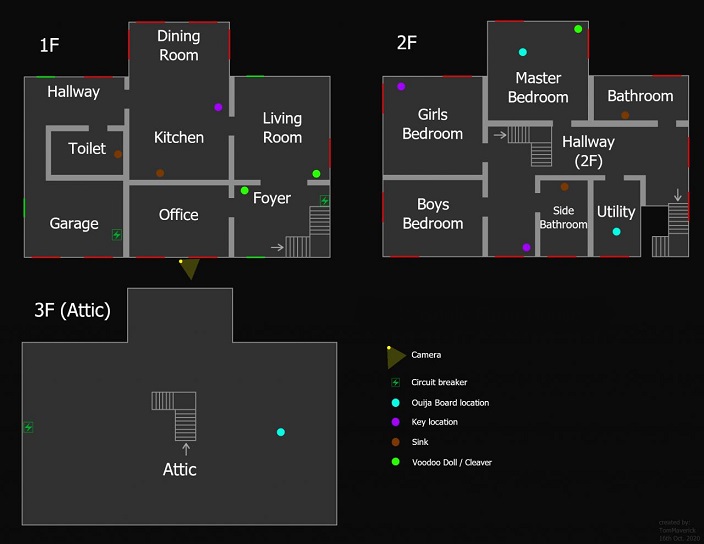 1F
Dining
Room
Hallway
Living
Room
Kitchen
Toilet
Foyer
Office
Garage
2F
Master
Bedroom
Bathroom
Girls
Bedroom
Hallway
(2F)
Boys
Bedroom
Side
Bathroom
Utility
3F (Attic)
Attic
Camera
Circuit breaker
Ouija Board location
Key location
Sink
Voodoo Doll / Cleaver
created by:
TomMaverick
16th Oct. 2020